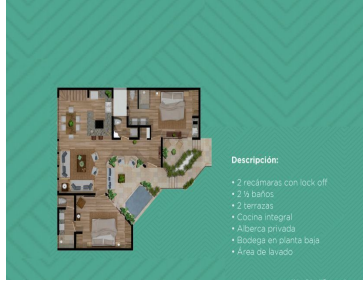 Descripción:
• 2 recámaras con lock off
• 2 ½ baños
• 2 terrazas
• Cocina integral
• Alberca privada
• Bodega en planta baja
• Área de lavado